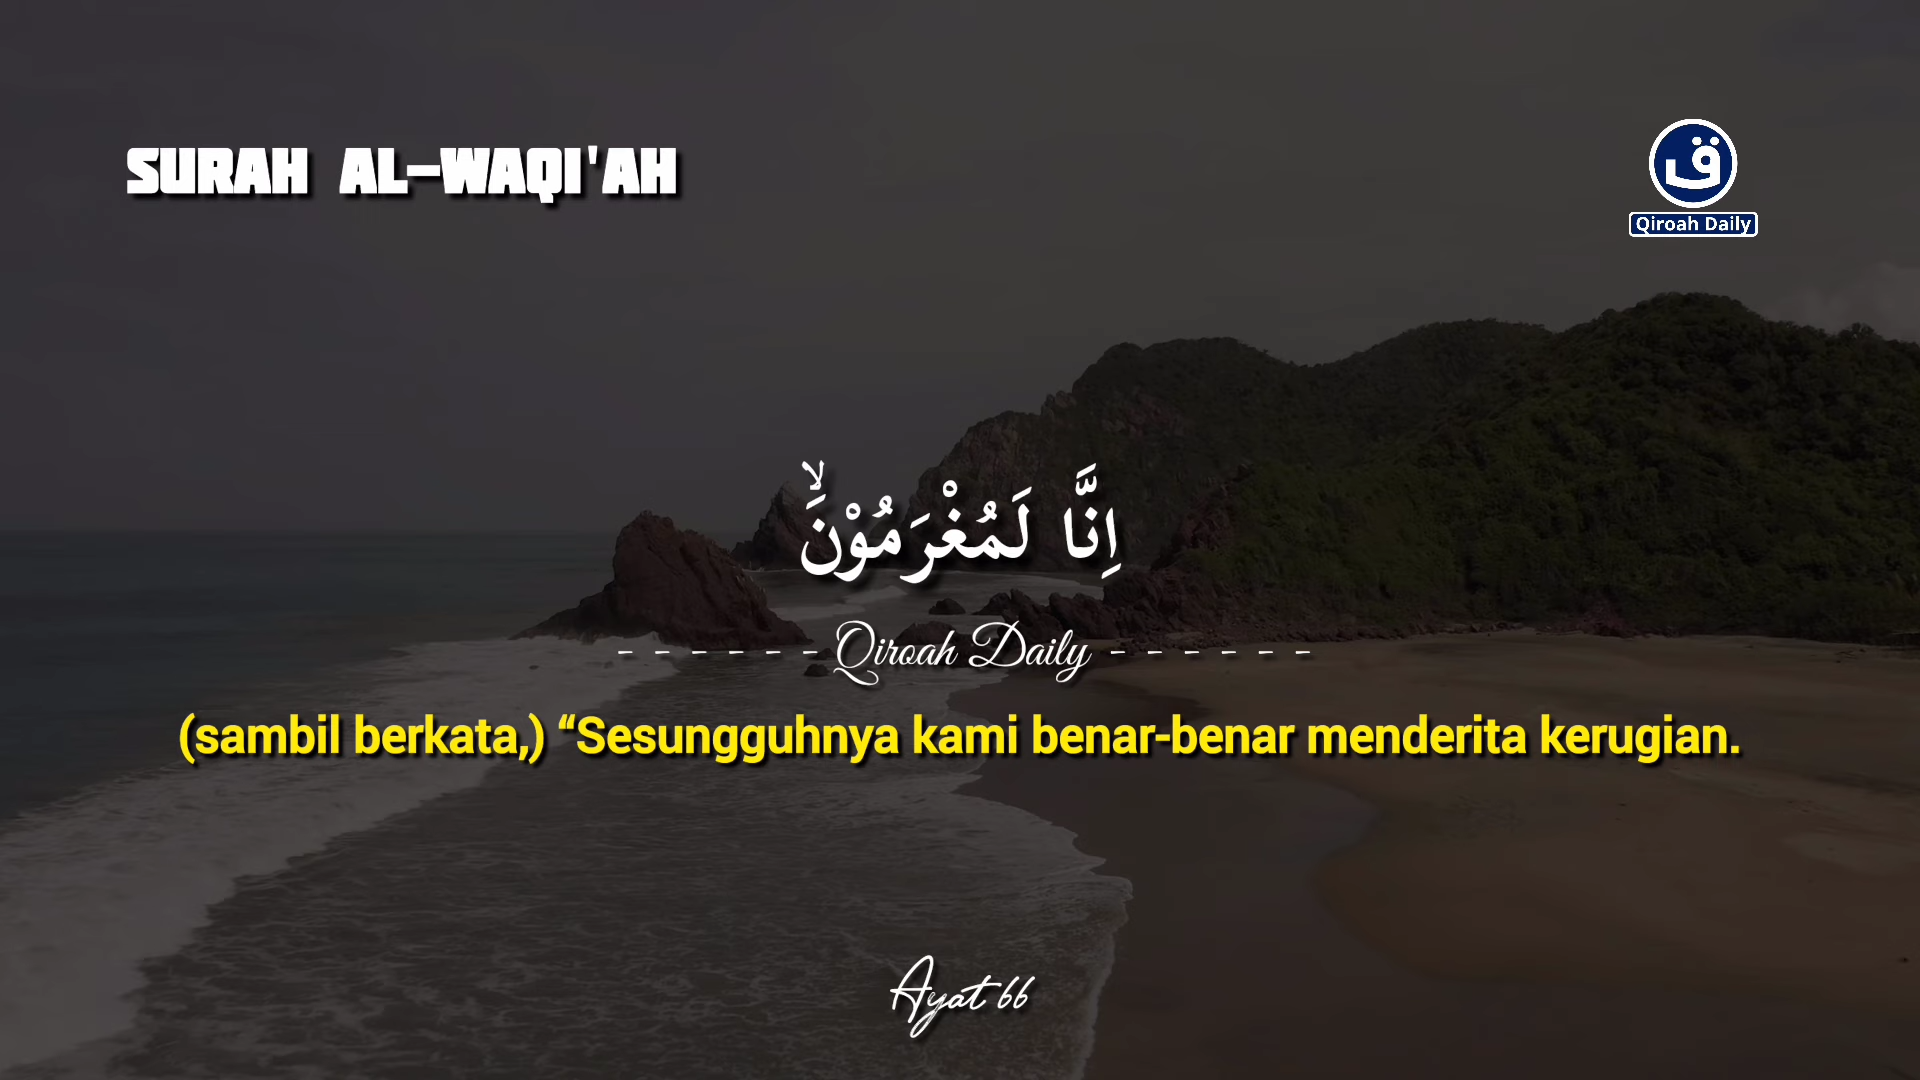 SURAH AL-WAQI'AH
ق
Qiroah Daily
اِنَّا لَمُغْرَمُوْنَۙ
- - - - - - Qiroah Daily - - - - - -
(sambil berkata,) “Sesungguhnya kami benar-benar menderita kerugian.
Ayat 66